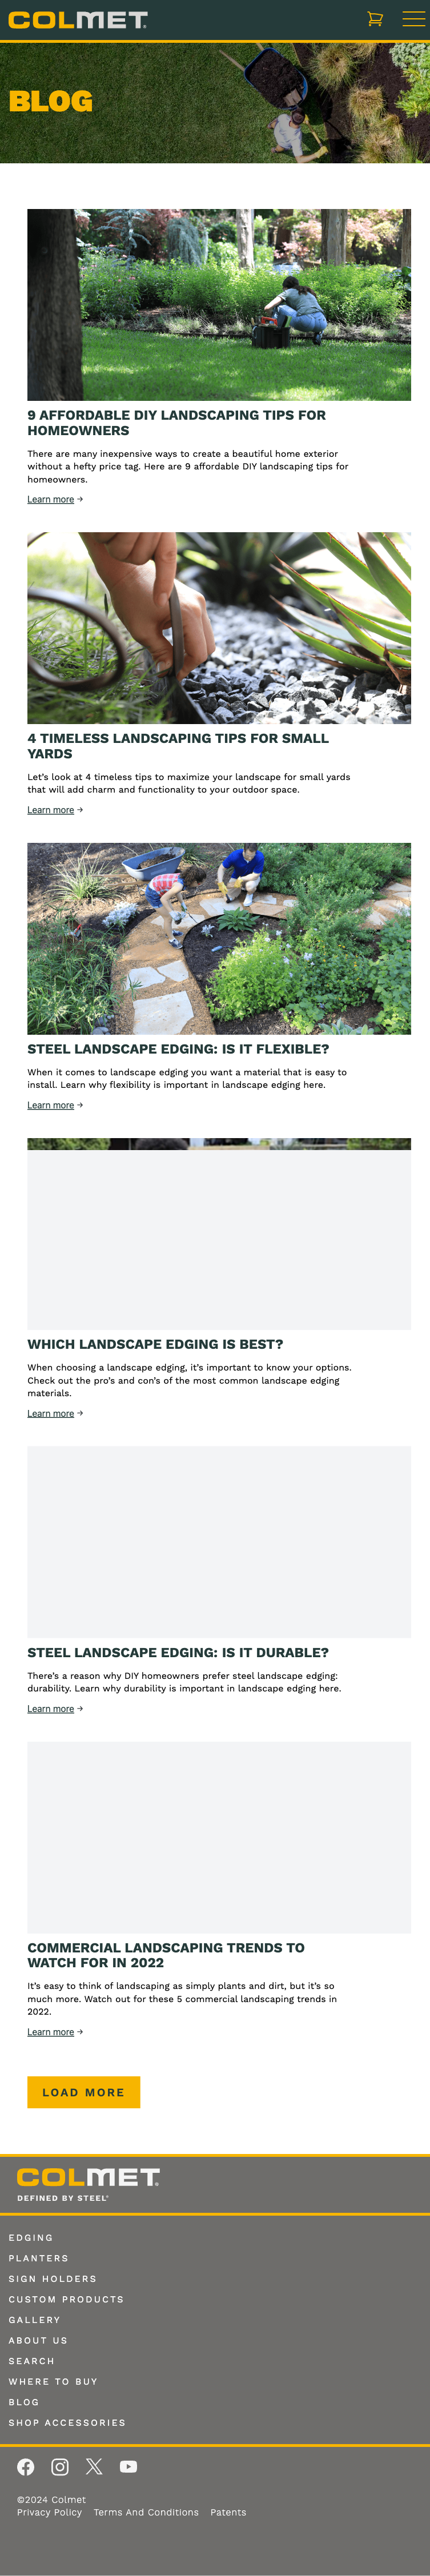 COLMET
BLOG
9 AFFORDABLE DIY LANDSCAPING TIPS FOR
HOMEOWNERS
There are many inexpensive ways to create a beautiful home exterior
without a hefty price tag. Here are 9 affordable DIY landscaping tips for
homeowners.
Learn more →
4 TIMELESS LANDSCAPING TIPS FOR SMALL
YARDS
Let’s look at 4 timeless tips to maximize your landscape for small yards
that will add charm and functionality to your outdoor space.
Learn more →
STEEL LANDSCAPE EDGING: IS IT FLEXIBLE?
When it comes to landscape edging you want a material that is easy to
install. Learn why flexibility is important in landscape edging here.
Learn more →
WHICH LANDSCAPE EDGING IS BEST?
When choosing a landscape edging, it’s important to know your options.
Check out the pro’s and con’s of the most common landscape edging
materials.
Learn more →
STEEL LANDSCAPE EDGING: IS IT DURABLE?
There’s a reason why DIY homeowners prefer steel landscape edging:
durability. Learn why durability is important in landscape edging here.
Learn more →
COMMERCIAL LANDSCAPING TRENDS TO
WATCH FOR IN 2022
It’s easy to think of landscaping as simply plants and dirt, but it’s so
much more. Watch out for these 5 commercial landscaping trends in
2022.
Learn more →
LOAD MORE
COLMET®
DEFINED BY STEEL®
EDGING
PLANTERS
SIGN HOLDERS
CUSTOM PRODUCTS
GALLERY
ABOUT US
SEARCH
WHERE TO BUY
BLOG
SHOP ACCESSORIES
©2024 Colmet
Privacy Policy Terms And Conditions Patents